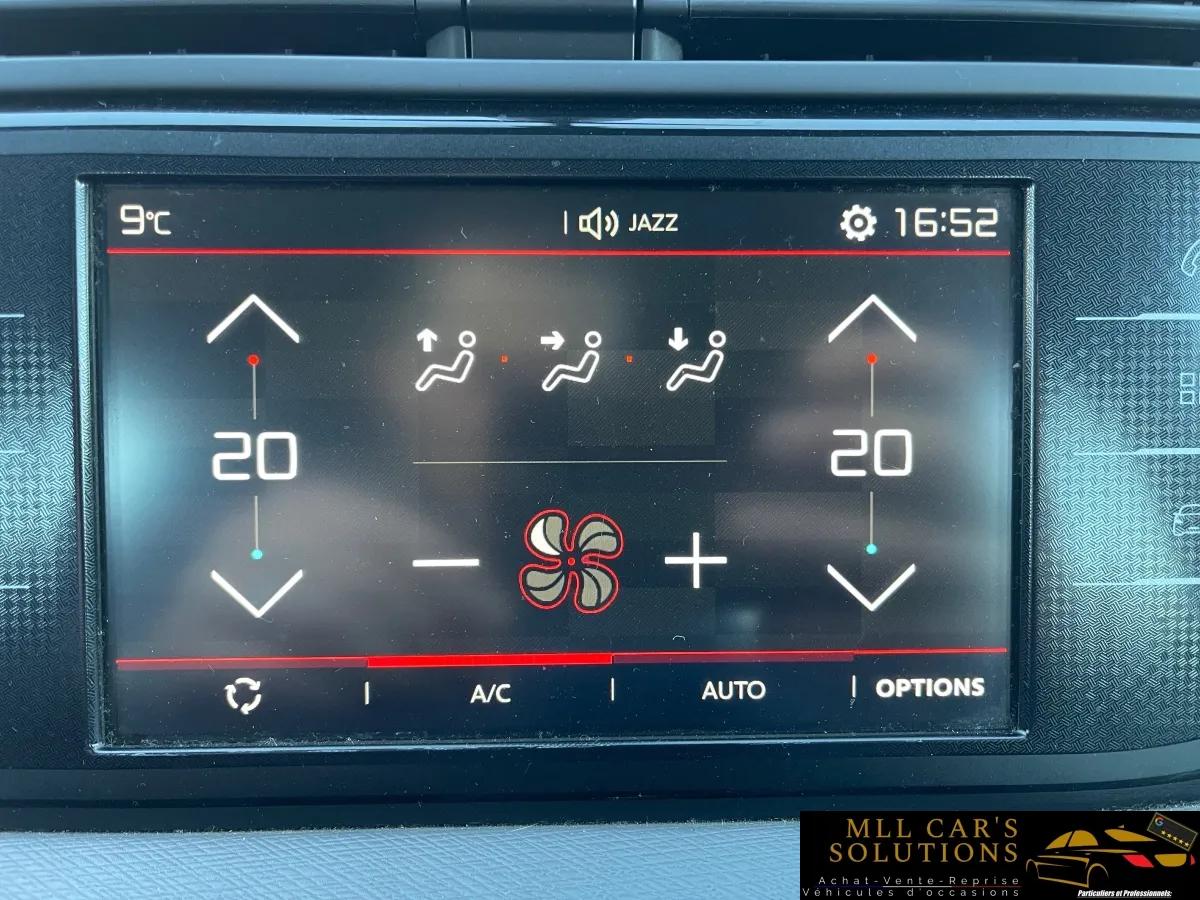 9°C JAZZ 16:52
20 20
A/C AUTO OPTIONS
MLL CAR'S
SOLUTIONS
Achat-Vente-Reprise
Véhicules d'occasions
Particuliers et Professionnels:
G